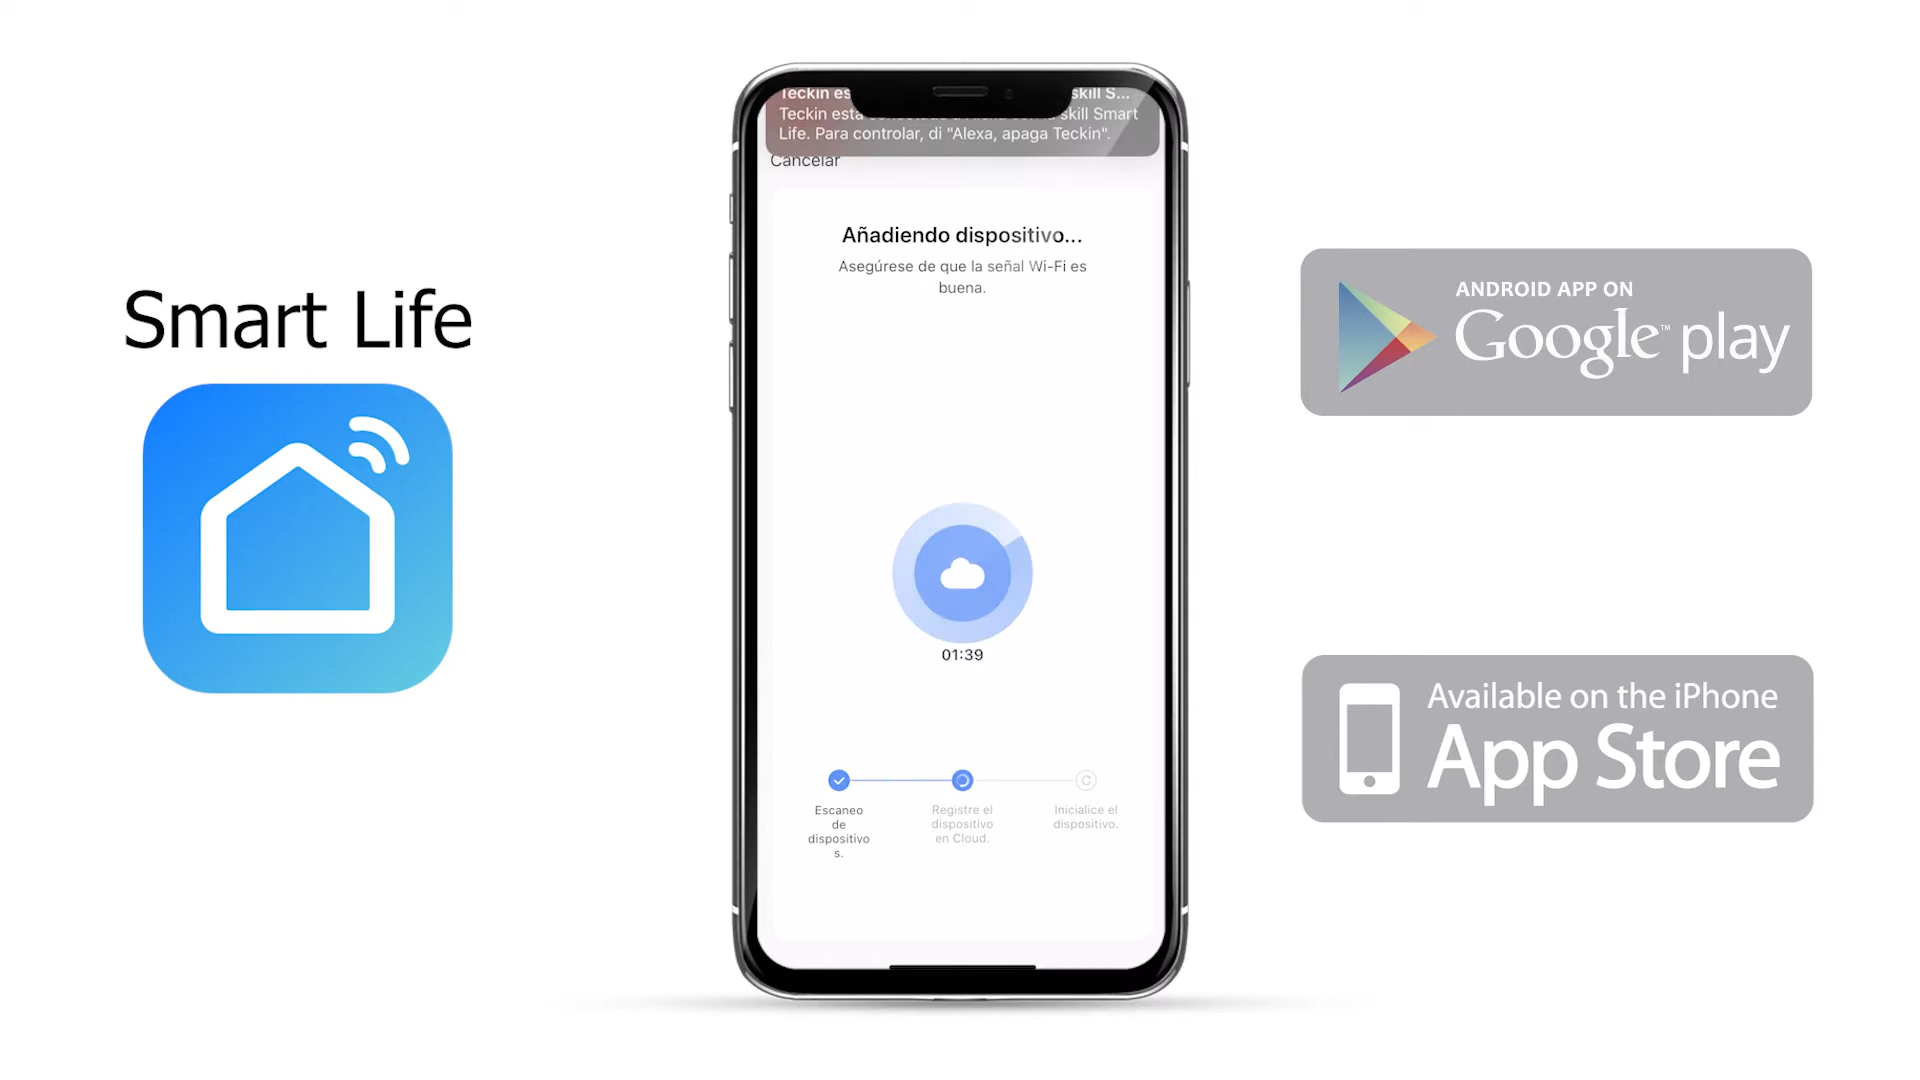 Smart Life
Teckin es
skill S...
Teckin está
skill Smart
Life. Para controlar, di "Alexa, apaga Teckin".
Cancelar
Añadiendo dispositivo...
Asegúrese de que la señal Wi-Fi es
buena.
01:39
Escaneo
de
dispositivo
s.
Registre el
dispositivo
en Cloud.
Inicialice el
dispositivo.
ANDROID APP ON
Google™ play
Available on the iPhone
App Store